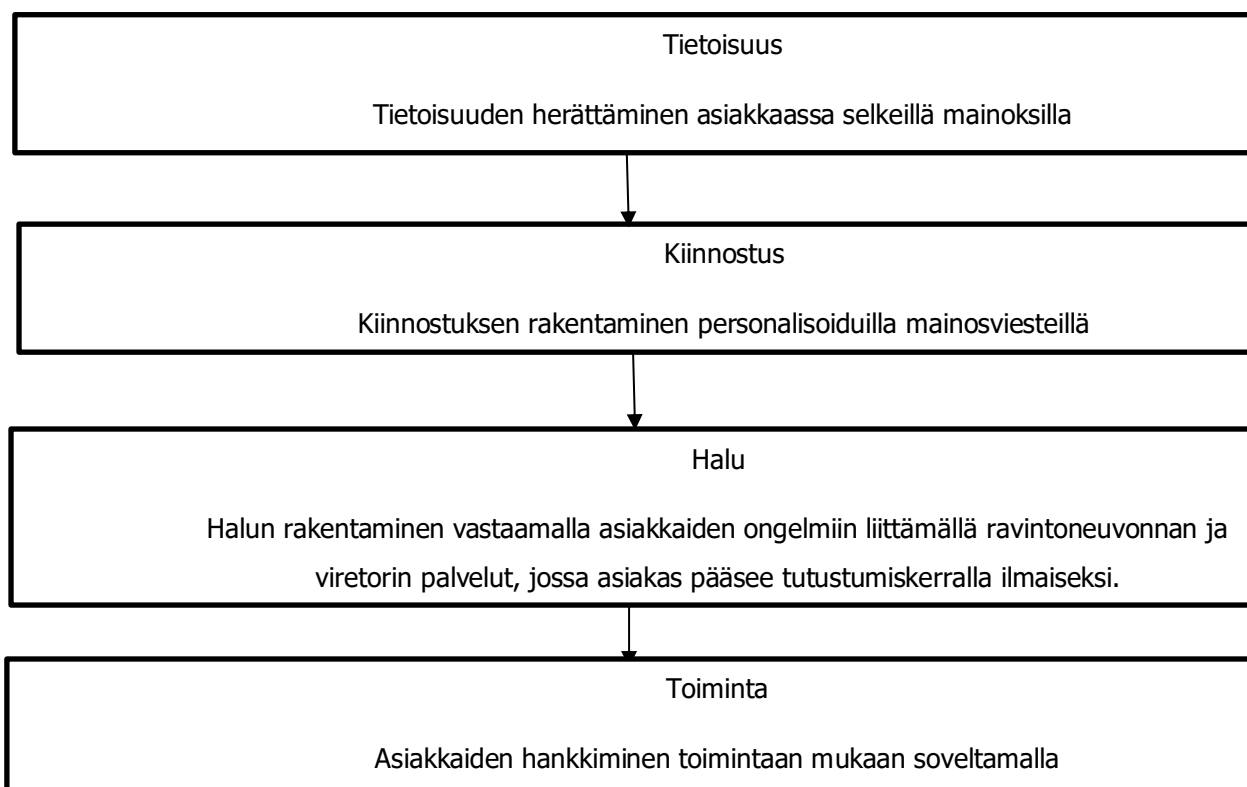 Tietoisuus
Tietoisuuden herättäminen asiakkaassa selkeillä mainoksilla
Kiinnostus
Kiinnostuksen rakentaminen personalisoiduilla mainosviesteillä
Halu
Halun rakentaminen vastaamalla asiakkaiden ongelmiin liittämällä ravintoneuvonnan ja
viretorin palvelut, jossa asiakas pääsee tutustumiskerralla ilmaiseksi.
Toiminta
Asiakkaiden hankkiminen toimintaan mukaan soveltamalla